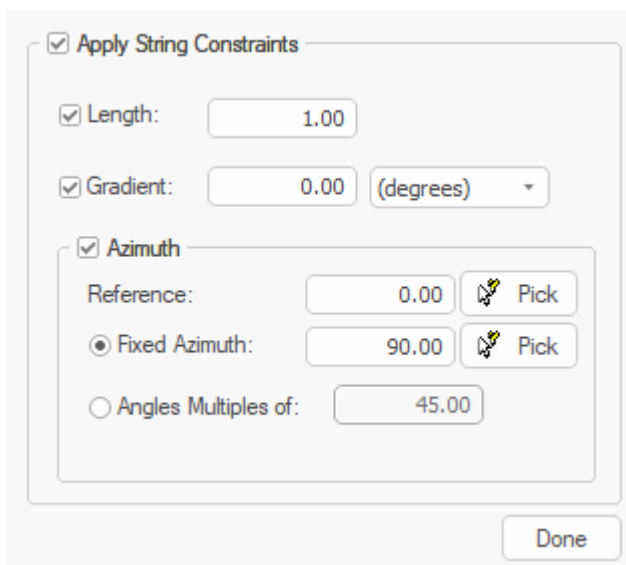 Apply String Constraints
Length: 1.00
Gradient: 0.00 (degrees)
Azimuth
Reference: 0.00 Pick
Fixed Azimuth: 90.00 Pick
Angles Multiples of: 45.00
Done